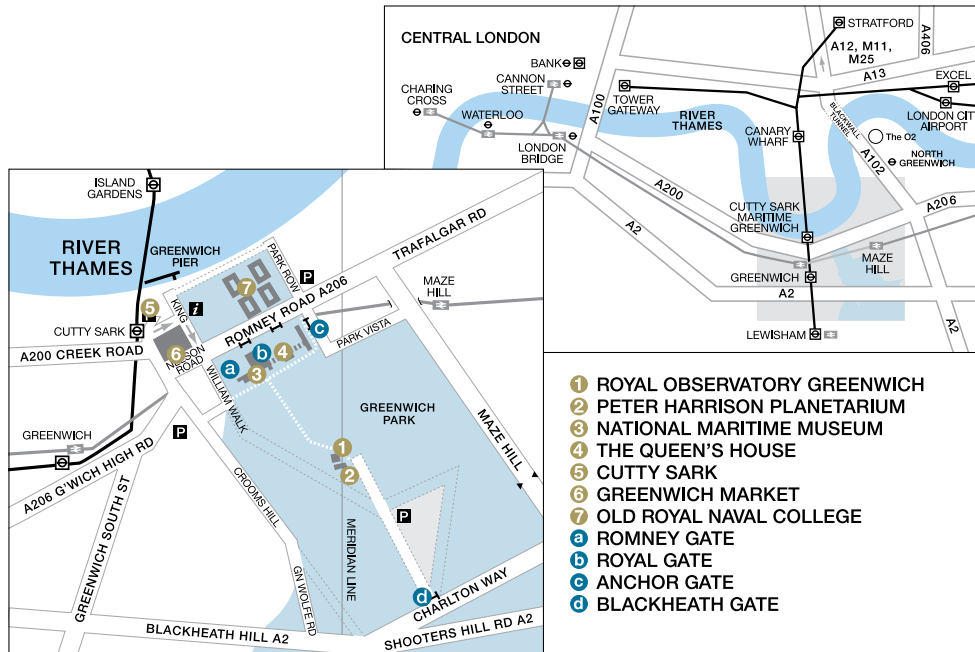 CENTRAL LONDON
STRATFORD
A12, M11,
M25
A406
A13
BANK
CANNON
STREET
CHARING
CROSS
WATERLOO
LONDON
BRIDGE
A100
TOWER
GATEWAY
RIVER
THAMES
CANARY
WHARF
BLACKWALL
TUNNEL
EXCEL
LONDON CITY
AIRPORT
The O2
NORTH
GREENWICH
A102
A200
A2
A206
CUTTY SARK
MARITIME
GREENWICH
GREENWICH
MAZE
HILL
A2
A2
LEWISHAM
ISLAND
GARDENS
RIVER
THAMES
GREENWICH
PIER
PARK ROW
P
TRAFALGAR RD
7
5
P
KING
i
ROMNEY ROAD A206
MAZE
HILL
CUTTY SARK
A200 CREEK ROAD
6
NELSON
ROAD
a
b
c
4
3
PARK VISTA
WILLIAM WALK
GREENWICH
PARK
MAZE HILL
GREENWICH
P
A206 G'WICH HIGH RD
1
2
CROOMS HILL
GREENWICH SOUTH ST
P
MERIDIAN LINE
GN WOLFE RD
d
CHARLTON WAY
BLACKHEATH HILL A2
SHOOTERS HILL RD A2
1 ROYAL OBSERVATORY GREENWICH
2 PETER HARRISON PLANETARIUM
3 NATIONAL MARITIME MUSEUM
4 THE QUEEN'S HOUSE
5 CUTTY SARK
6 GREENWICH MARKET
7 OLD ROYAL NAVAL COLLEGE
a ROMNEY GATE
b ROYAL GATE
c ANCHOR GATE
d BLACKHEATH GATE